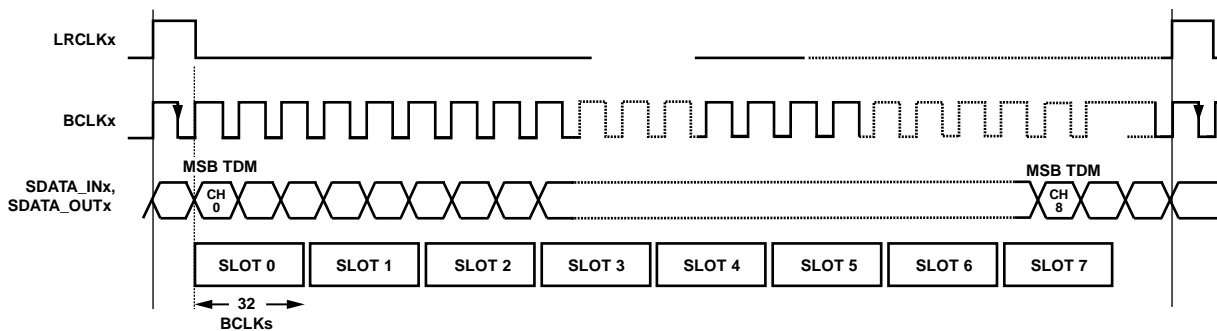 LRCLKx
BCLKx
MSB TDM
MSB TDM
SDATA_INx,
SDATA_OUTx
CH
0
CH
8
SLOT 0
SLOT 1
SLOT 2
SLOT 3
SLOT 4
SLOT 5
SLOT 6
SLOT 7
32
BCLKs